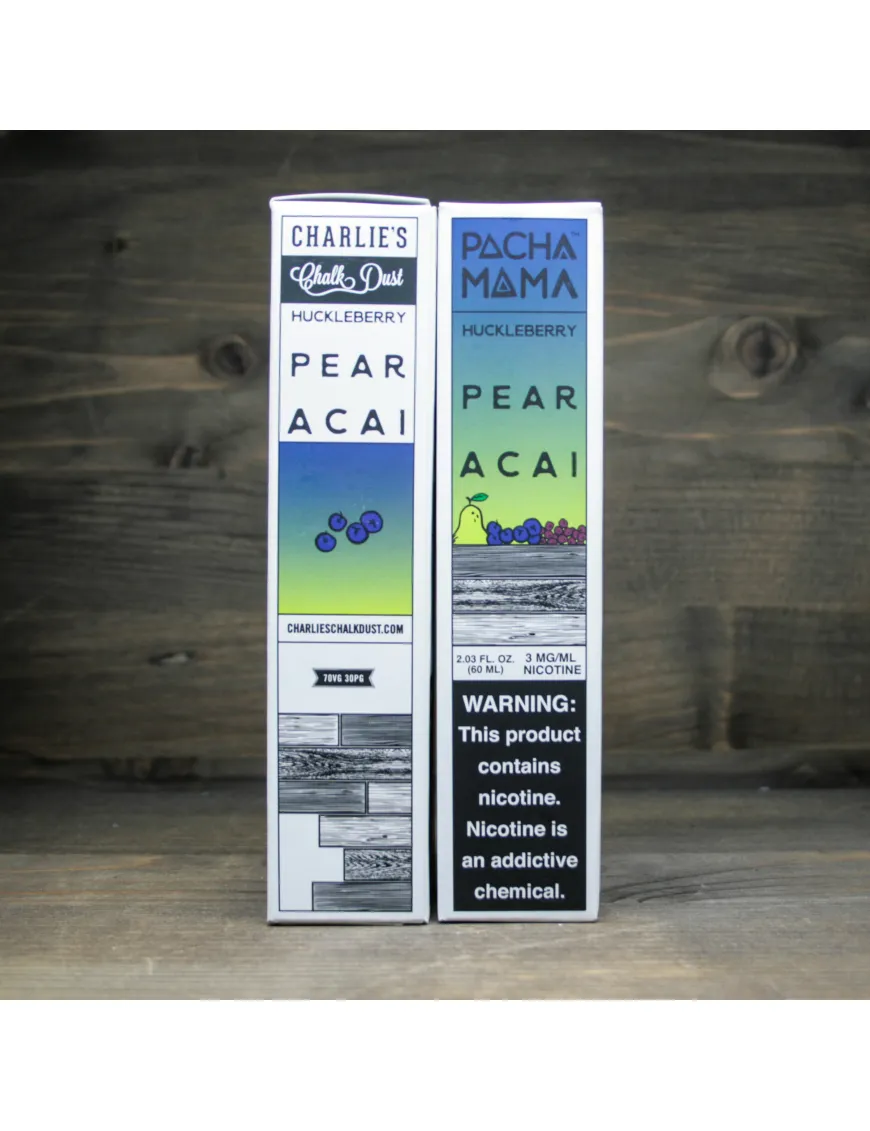 CHARLIE'S
Chalk Dust
HUCKLEBERRY
PEAR
ACAI
CHARLIESCHALKDUST.COM
70VG 30PG
PACHA™
MAMA
HUCKLEBERRY
PEAR
ACAI
2.03 FL. OZ.
(60 ML)
3 MG/ML
NICOTINE
WARNING:
This product
contains
nicotine.
Nicotine is
an addictive
chemical.